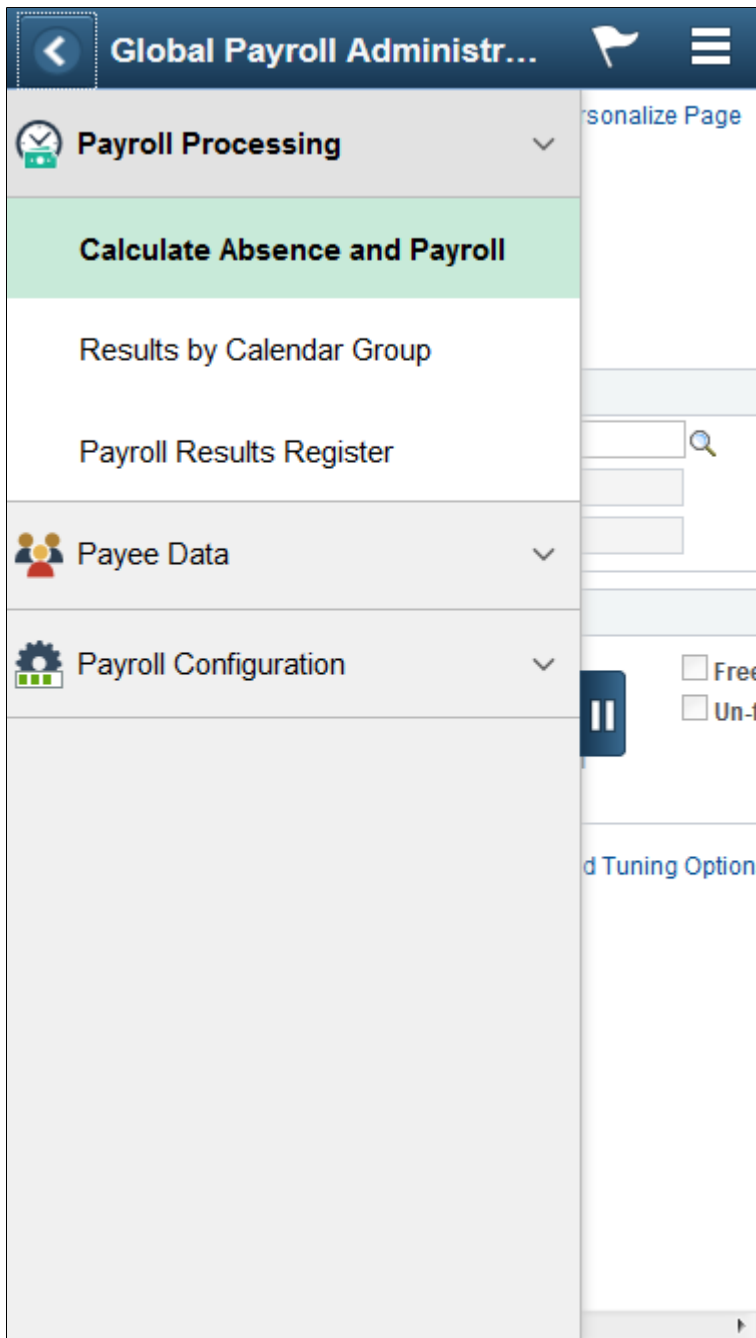 Global Payroll Administr...
rsonalize Page
Payroll Processing
Calculate Absence and Payroll
Results by Calendar Group
Payroll Results Register
Payee Data
Payroll Configuration
Free
Un-f
d Tuning Option